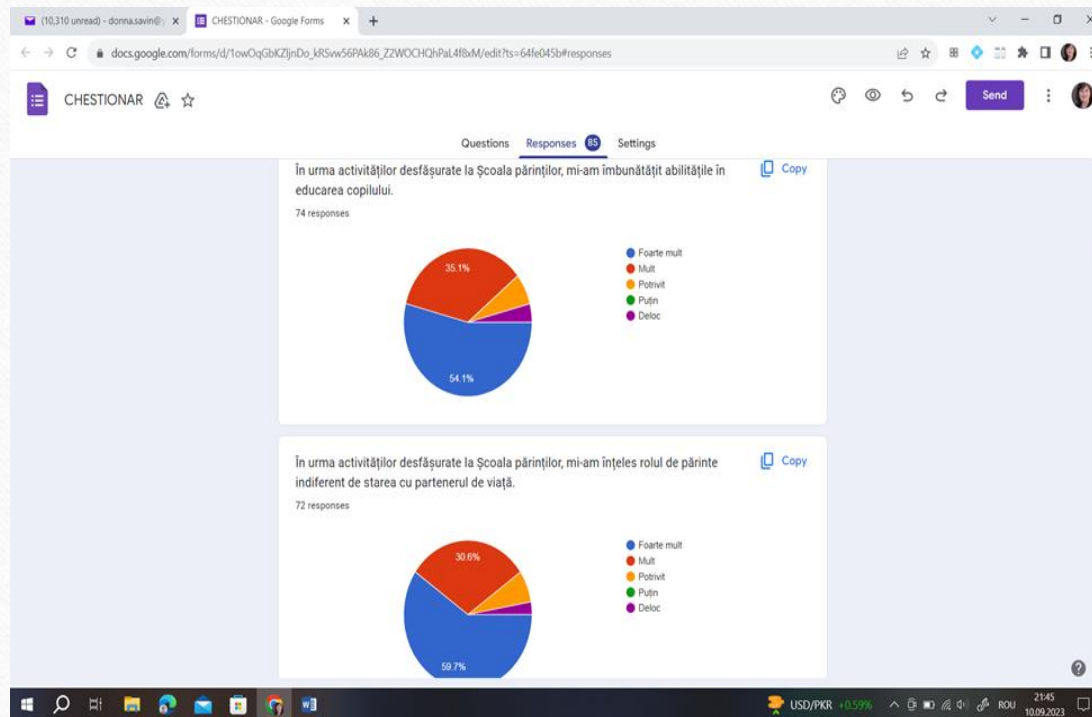 (10,310 unread) - donna.savin@y
CHESTIONAR - Google Forms
docs.google.com/forms/d/1owOqGbKZljnDo_kRSvw56PAk86_Z2WOCHQhPaL4f8xM/edit?ts=64fe045b#responses
CHESTIONAR
Send
Questions Responses 85 Settings
În urma activităților desfășurate la Școala părinților, mi-am îmbunătățit abilitățile în
educarea copilului.
Copy
74 responses
35.1%
54.1%
Foarte mult
Mult
Potrivit
Puțin
Deloc
În urma activităților desfășurate la Școala părinților, mi-am înțeles rolul de părinte
indiferent de starea cu partenerul de viață.
Copy
72 responses
30.6%
59.7%
Foarte mult
Mult
Potrivit
Puțin
Deloc
USD/PKR +0.59%
ROU
21:45
10.09.2023